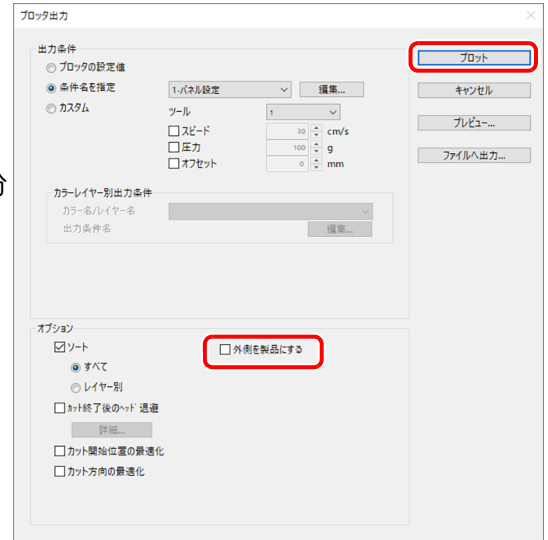 プロッタ出力
出力条件
プロッタの設定値
条件名を指定
1-パネル設定
編集...
カスタム
ツール
1
スピード
30
cm/s
圧力
100
g
オフセット
0
mm
カラーレイヤー別出力条件
カラー名/レイヤー名
出力条件名
編集...
プロット
キャンセル
プレビュー...
ファイルへ出力...
オプション
ソート
外側を製品にする
すべて
レイヤー別
カット終了後のヘッド退避
詳細...
カット開始位置の最適化
カット方向の最適化